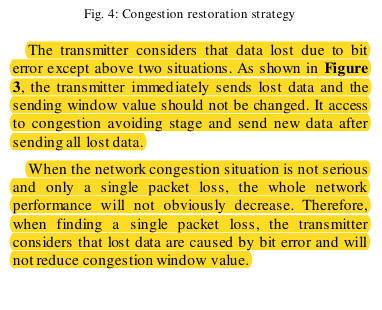 Fig. 4: Congestion restoration strategy
The transmitter considers that data lost due to bit
error except above two situations. As shown in Figure
3, the transmitter immediately sends lost data and the
sending window value should not be changed. It access
to congestion avoiding stage and send new data after
sending all lost data.
When the network congestion situation is not serious
and only a single packet loss, the whole network
performance will not obviously decrease. Therefore,
when finding a single packet loss, the transmitter
considers that lost data are caused by bit error and will
not reduce congestion window value.